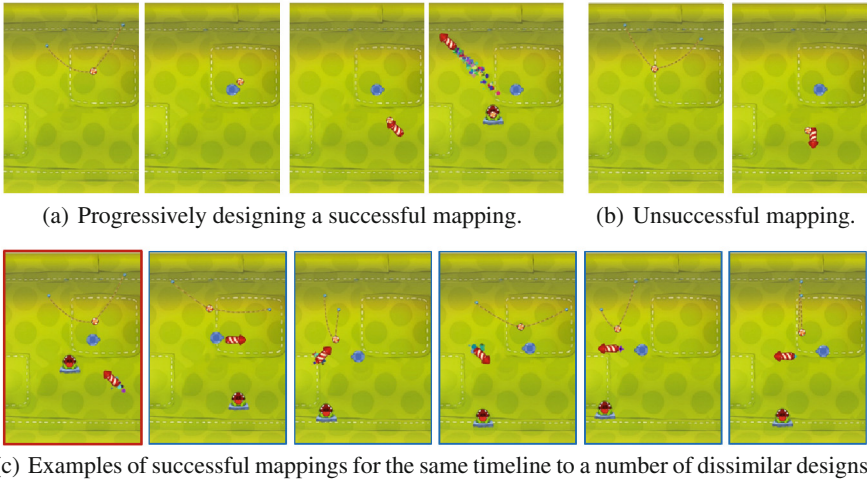 (a) Progressively designing a successful mapping.
(b) Unsuccessful mapping.
(c) Examples of successful mappings for the same timeline to a number of dissimilar designs